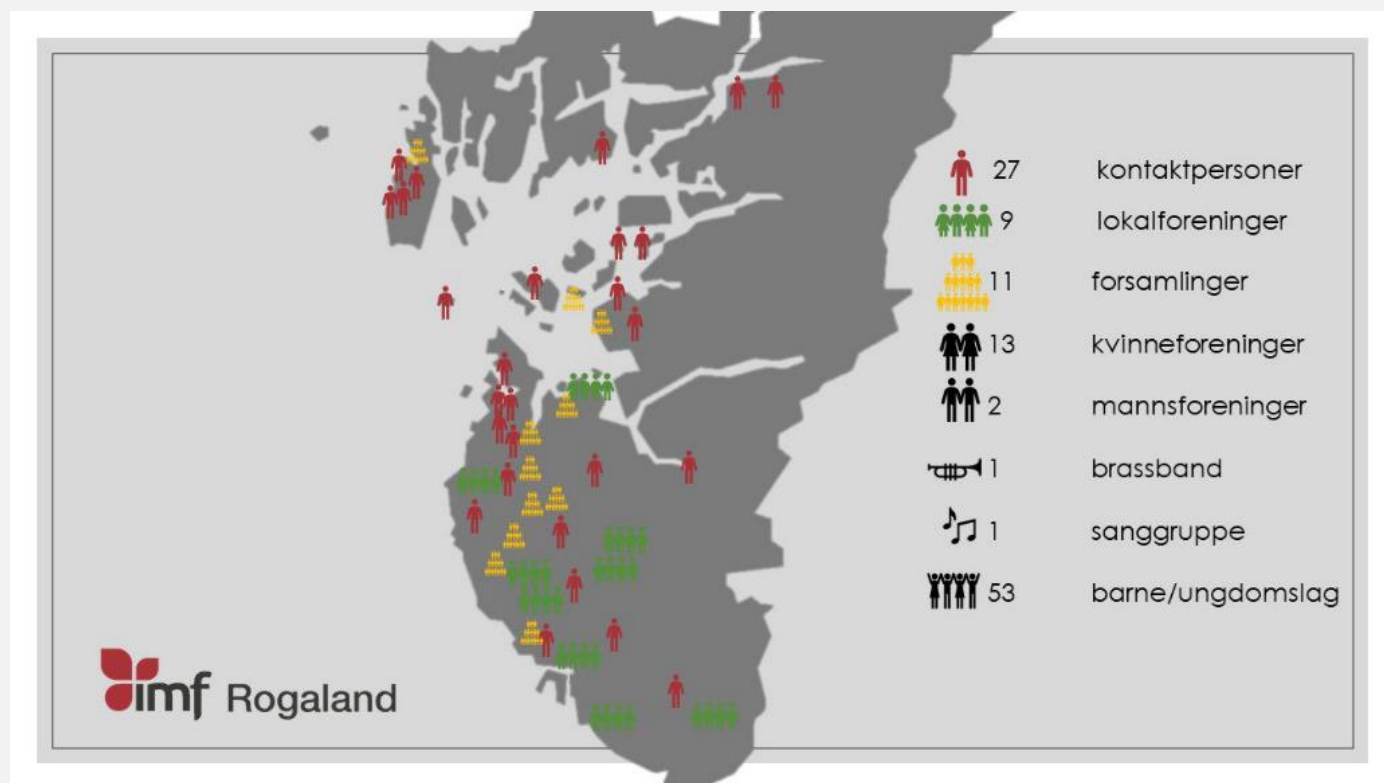 27 kontaktpersoner
9 lokalforeninger
11 forsamlinger
13 kvinneforeninger
2 mannsforeninger
1 brassband
1 sanggruppe
53 barne/ungdomslag
imf Rogaland